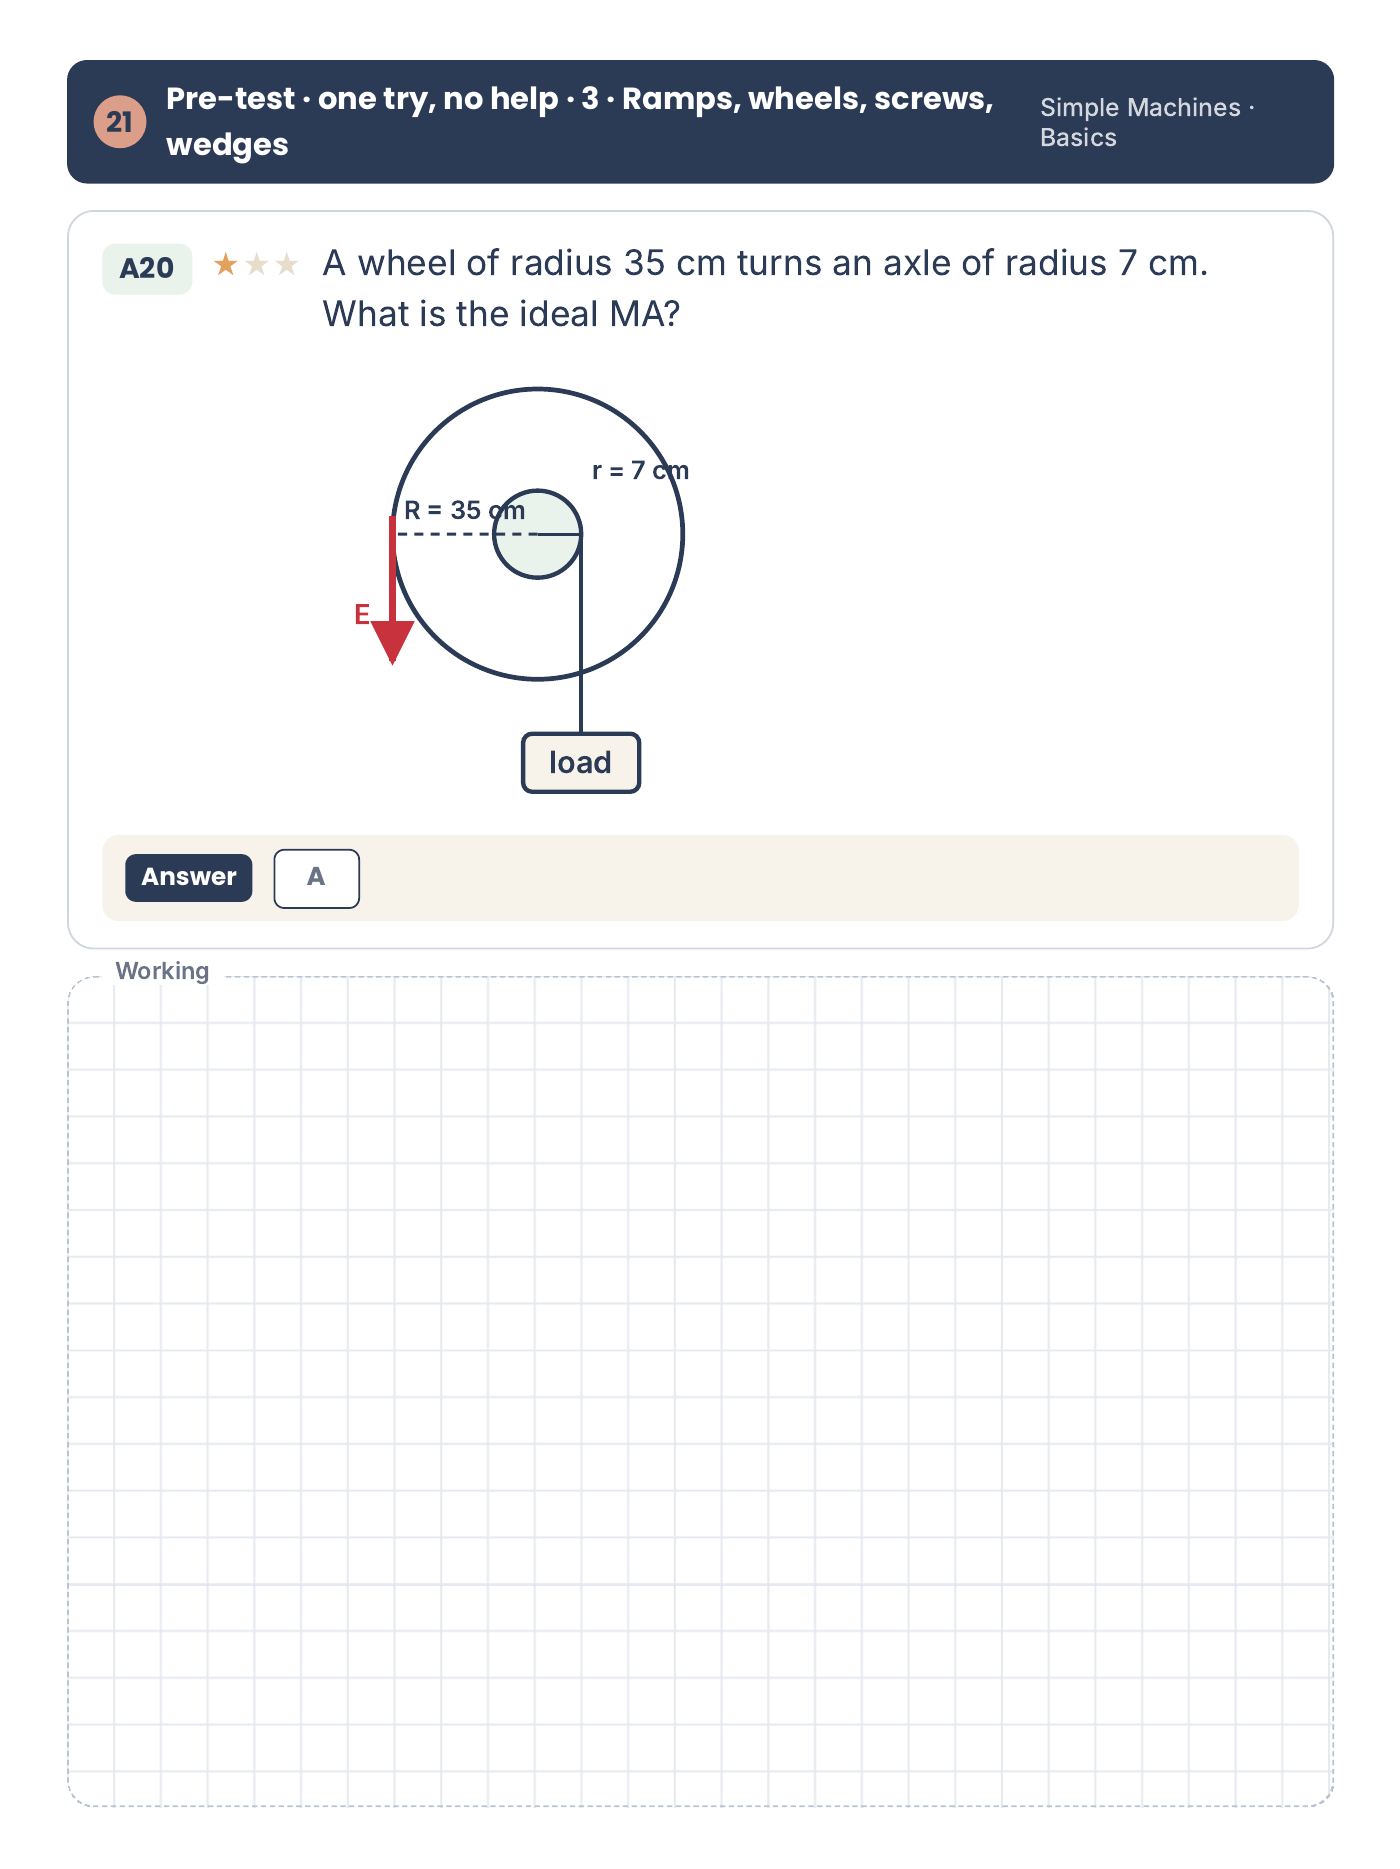 21
Pre-test · one try, no help · 3 · Ramps, wheels, screws,
wedges
Simple Machines ·
Basics
A20 ★★★ A wheel of radius 35 cm turns an axle of radius 7 cm.
What is the ideal MA?
r = 7 cm
R = 35 cm
E
load
Answer A
Working